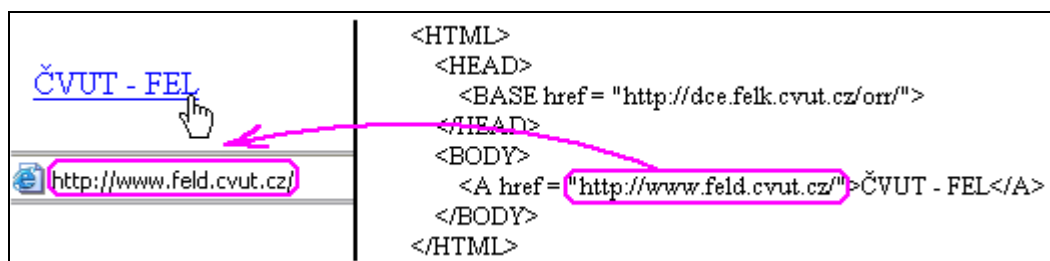 ČVUT - FEL
http://www.feld.cvut.cz/
<HTML>
<HEAD>
<BASE href = "http://dce.felk.cvut.cz/orr/">
</HEAD>
<BODY>
<A href = "http://www.feld.cvut.cz/">ČVUT - FEL</A>
</BODY>
</HTML>